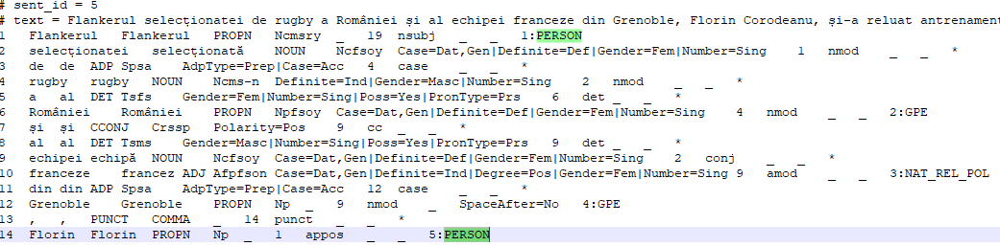 # sent_id = 5
# text = Flankerul selecționatei de rugby a României și al echipei franceze din Grenoble, Florin Corodeanu, și-a reluat antrenament
1 Flankerul Flankerul PROPN Ncmsry _ 19 nsubj _ _ 1:PERSON
2 selecționatei selecționată NOUN Ncfsoy Case=Dat,Gen|Definite=Def|Gender=Fem|Number=Sing 1 nmod _ _ *
3 de de ADP Spsa AdpType=Prep|Case=Acc 4 case _ _ *
4 rugby rugby NOUN Ncms-n Definite=Ind|Gender=Masc|Number=Sing 2 nmod _ _ *
5 a al DET Tsfs Gender=Fem|Number=Sing|Poss=Yes|PronType=Prs 6 det _ _ *
6 României România PROPN Npfsoy Case=Dat,Gen|Definite=Def|Gender=Fem|Number=Sing 4 nmod _ _ 2:GPE
7 și și CCONJ Crssp Polarity=Pos 9 cc _ _ *
8 al al DET Tsms Gender=Masc|Number=Sing|Poss=Yes|PronType=Prs 9 det _ _ *
9 echipei echipă NOUN Ncfsoy Case=Dat,Gen|Definite=Def|Gender=Fem|Number=Sing 2 conj _ _ *
10 franceze francez ADJ Afpfson Case=Dat,Gen|Definite=Ind|Degree=Pos|Gender=Fem|Number=Sing 9 amod _ _ 3:NAT_REL_POL
11 din din ADP Spsa AdpType=Prep|Case=Acc 12 case _ _ *
12 Grenoble Grenoble PROPN Np _ 9 nmod _ SpaceAfter=No 4:GPE
13 , , PUNCT COMMA _ 14 punct _ _ *
14 Florin Florin PROPN Np _ 1 appos _ _ 5:PERSON